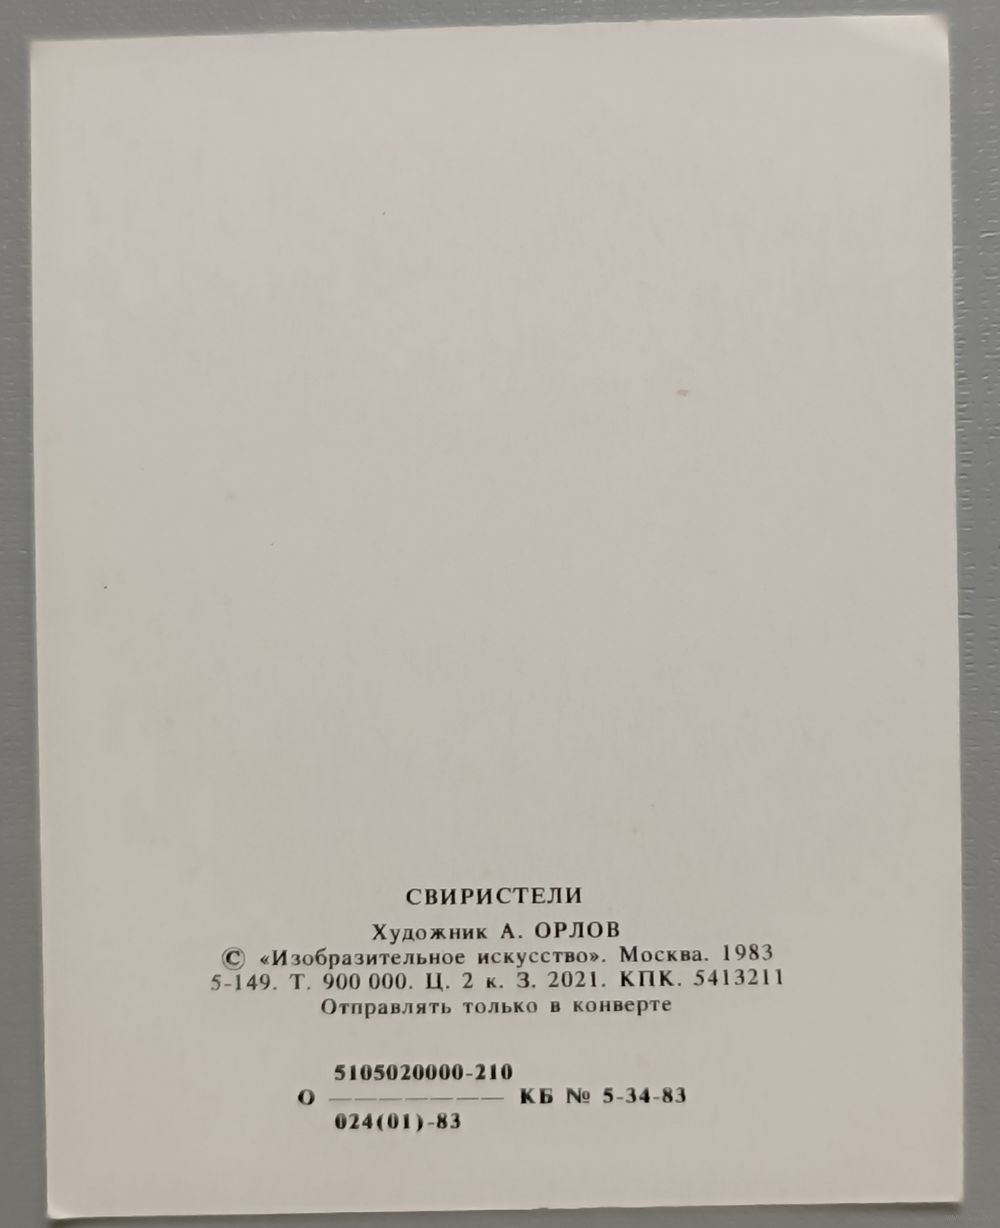 СВИРИСТЕЛИ
Художник А. ОРЛОВ
© «Изобразительное искусство». Москва. 1983
5-149. Т. 900 000. Ц. 2 к. З. 2021. КПК. 5413211
Отправлять только в конверте
5105020000-210
О ———————— КБ № 5-34-83
024(01)-83